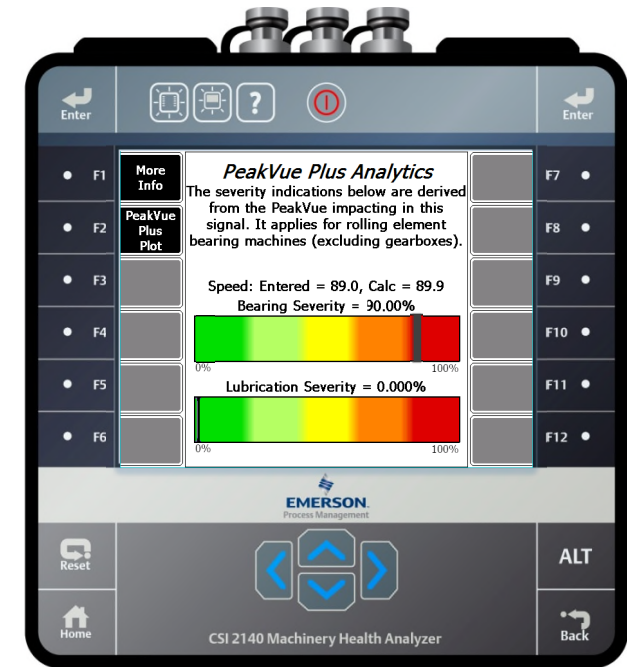 Enter
?
Enter
F1
More
Info
PeakVue Plus Analytics
The severity indications below are derived
from the PeakVue impacting in this
signal. It applies for rolling element
bearing machines (excluding gearboxes).
F7
F2
PeakVue
Plus
Plot
F8
F3
Speed: Entered = 89.0, Calc = 89.9
F9
Bearing Severity = 90.00%
F4
F10
0%
100%
F5
Lubrication Severity = 0.000%
F11
F6
F12
0%
100%
EMERSON.
Process Management
Reset
ALT
Home
CSI 2140 Machinery Health Analyzer
Back